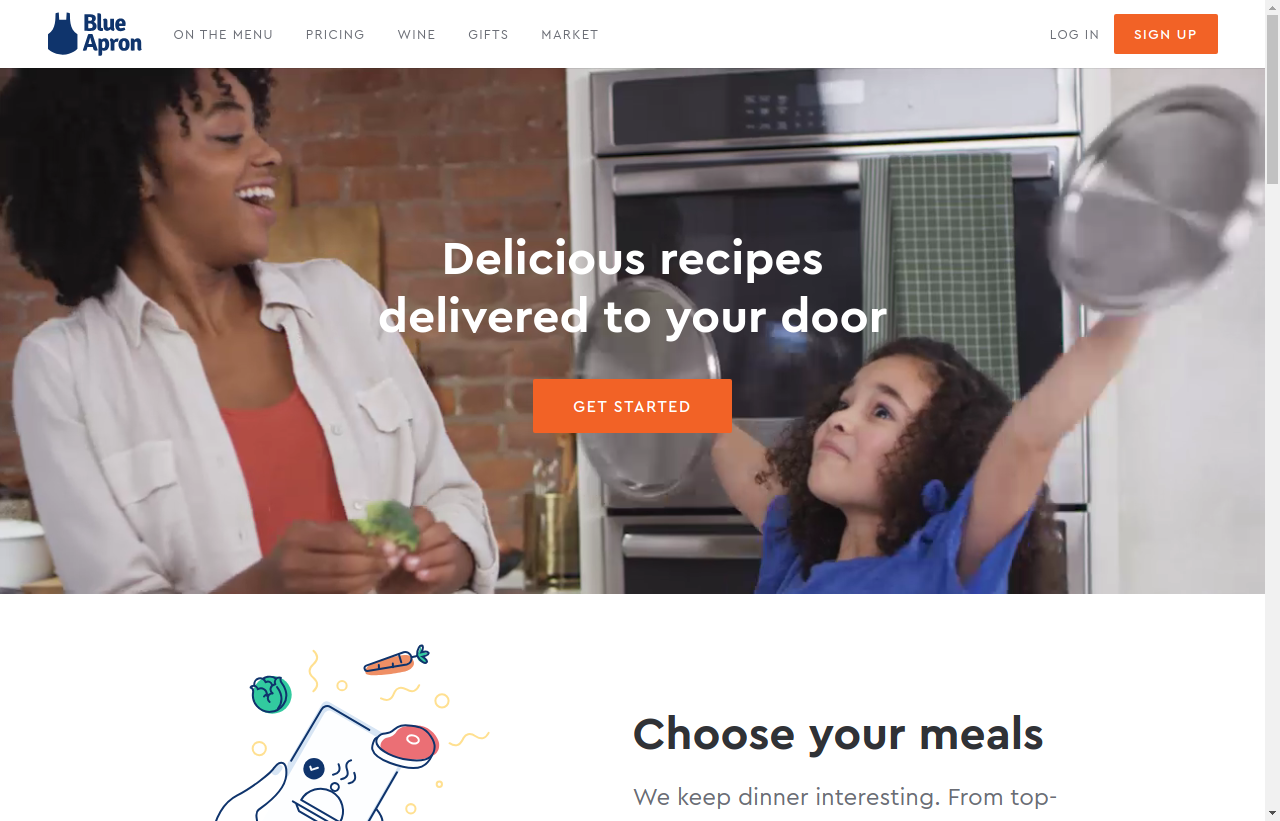 Blue
Apron
ON THE MENU PRICING WINE GIFTS MARKET LOG IN SIGN UP
Delicious recipes
delivered to your door
GET STARTED
Choose your meals
We keep dinner interesting. From top-